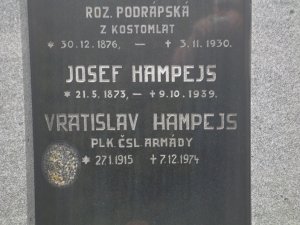 ROZ. PODRÁPSKÁ
Z KOSTOMLAT
* 30.12.1876, — + 3.11.1930.
JOSEF HAMPEJS
* 21.5.1873, — + 9.10.1939.
VRATISLAV HAMPEJS
PLK. ČSL. ARMÁDY
* 27.1.1915 + 7.12.1974